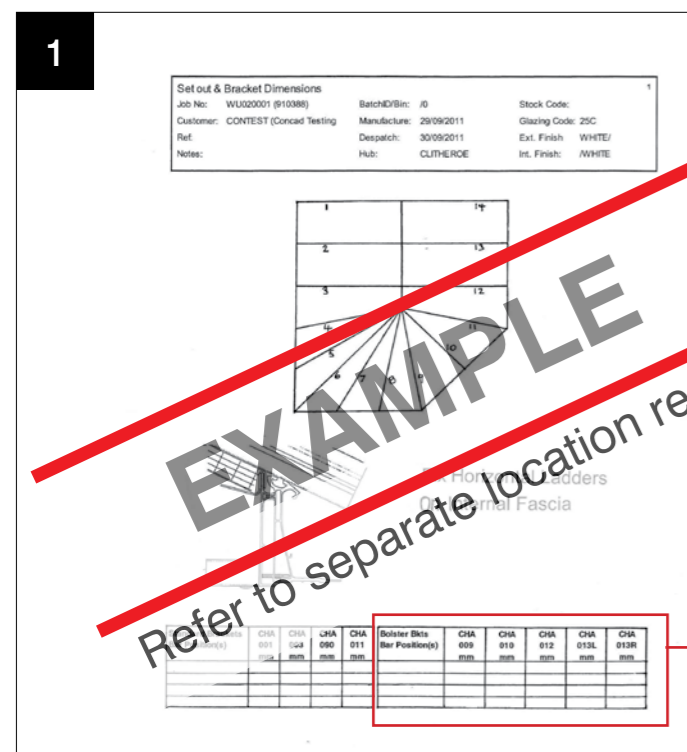 1
Set out & Bracket Dimensions 1
Job No: WU020001 (910388) BatchID/Bin: /0 Stock Code:
Customer: CONTEST (Concad Testing Manufacture: 29/09/2011 Glazing Code: 25C
Ref: Despatch: 30/09/2011 Ext. Finish WHITE/
Notes: Hub: CLITHEROE Int. Finish: /WHITE
1 14
2 13
3 12
4 11
5 10
6 7 8 9
EXAMPLE
Horizontal Ladders
Internal Fascia
Refer to separate location re
CHA CHA CHA CHA Bolster Bkts CHA CHA CHA CHA CHA
001 090 011 Bar Position(s) 009 010 012 013L 013R
mm mm mm mm mm mm mm mm mm